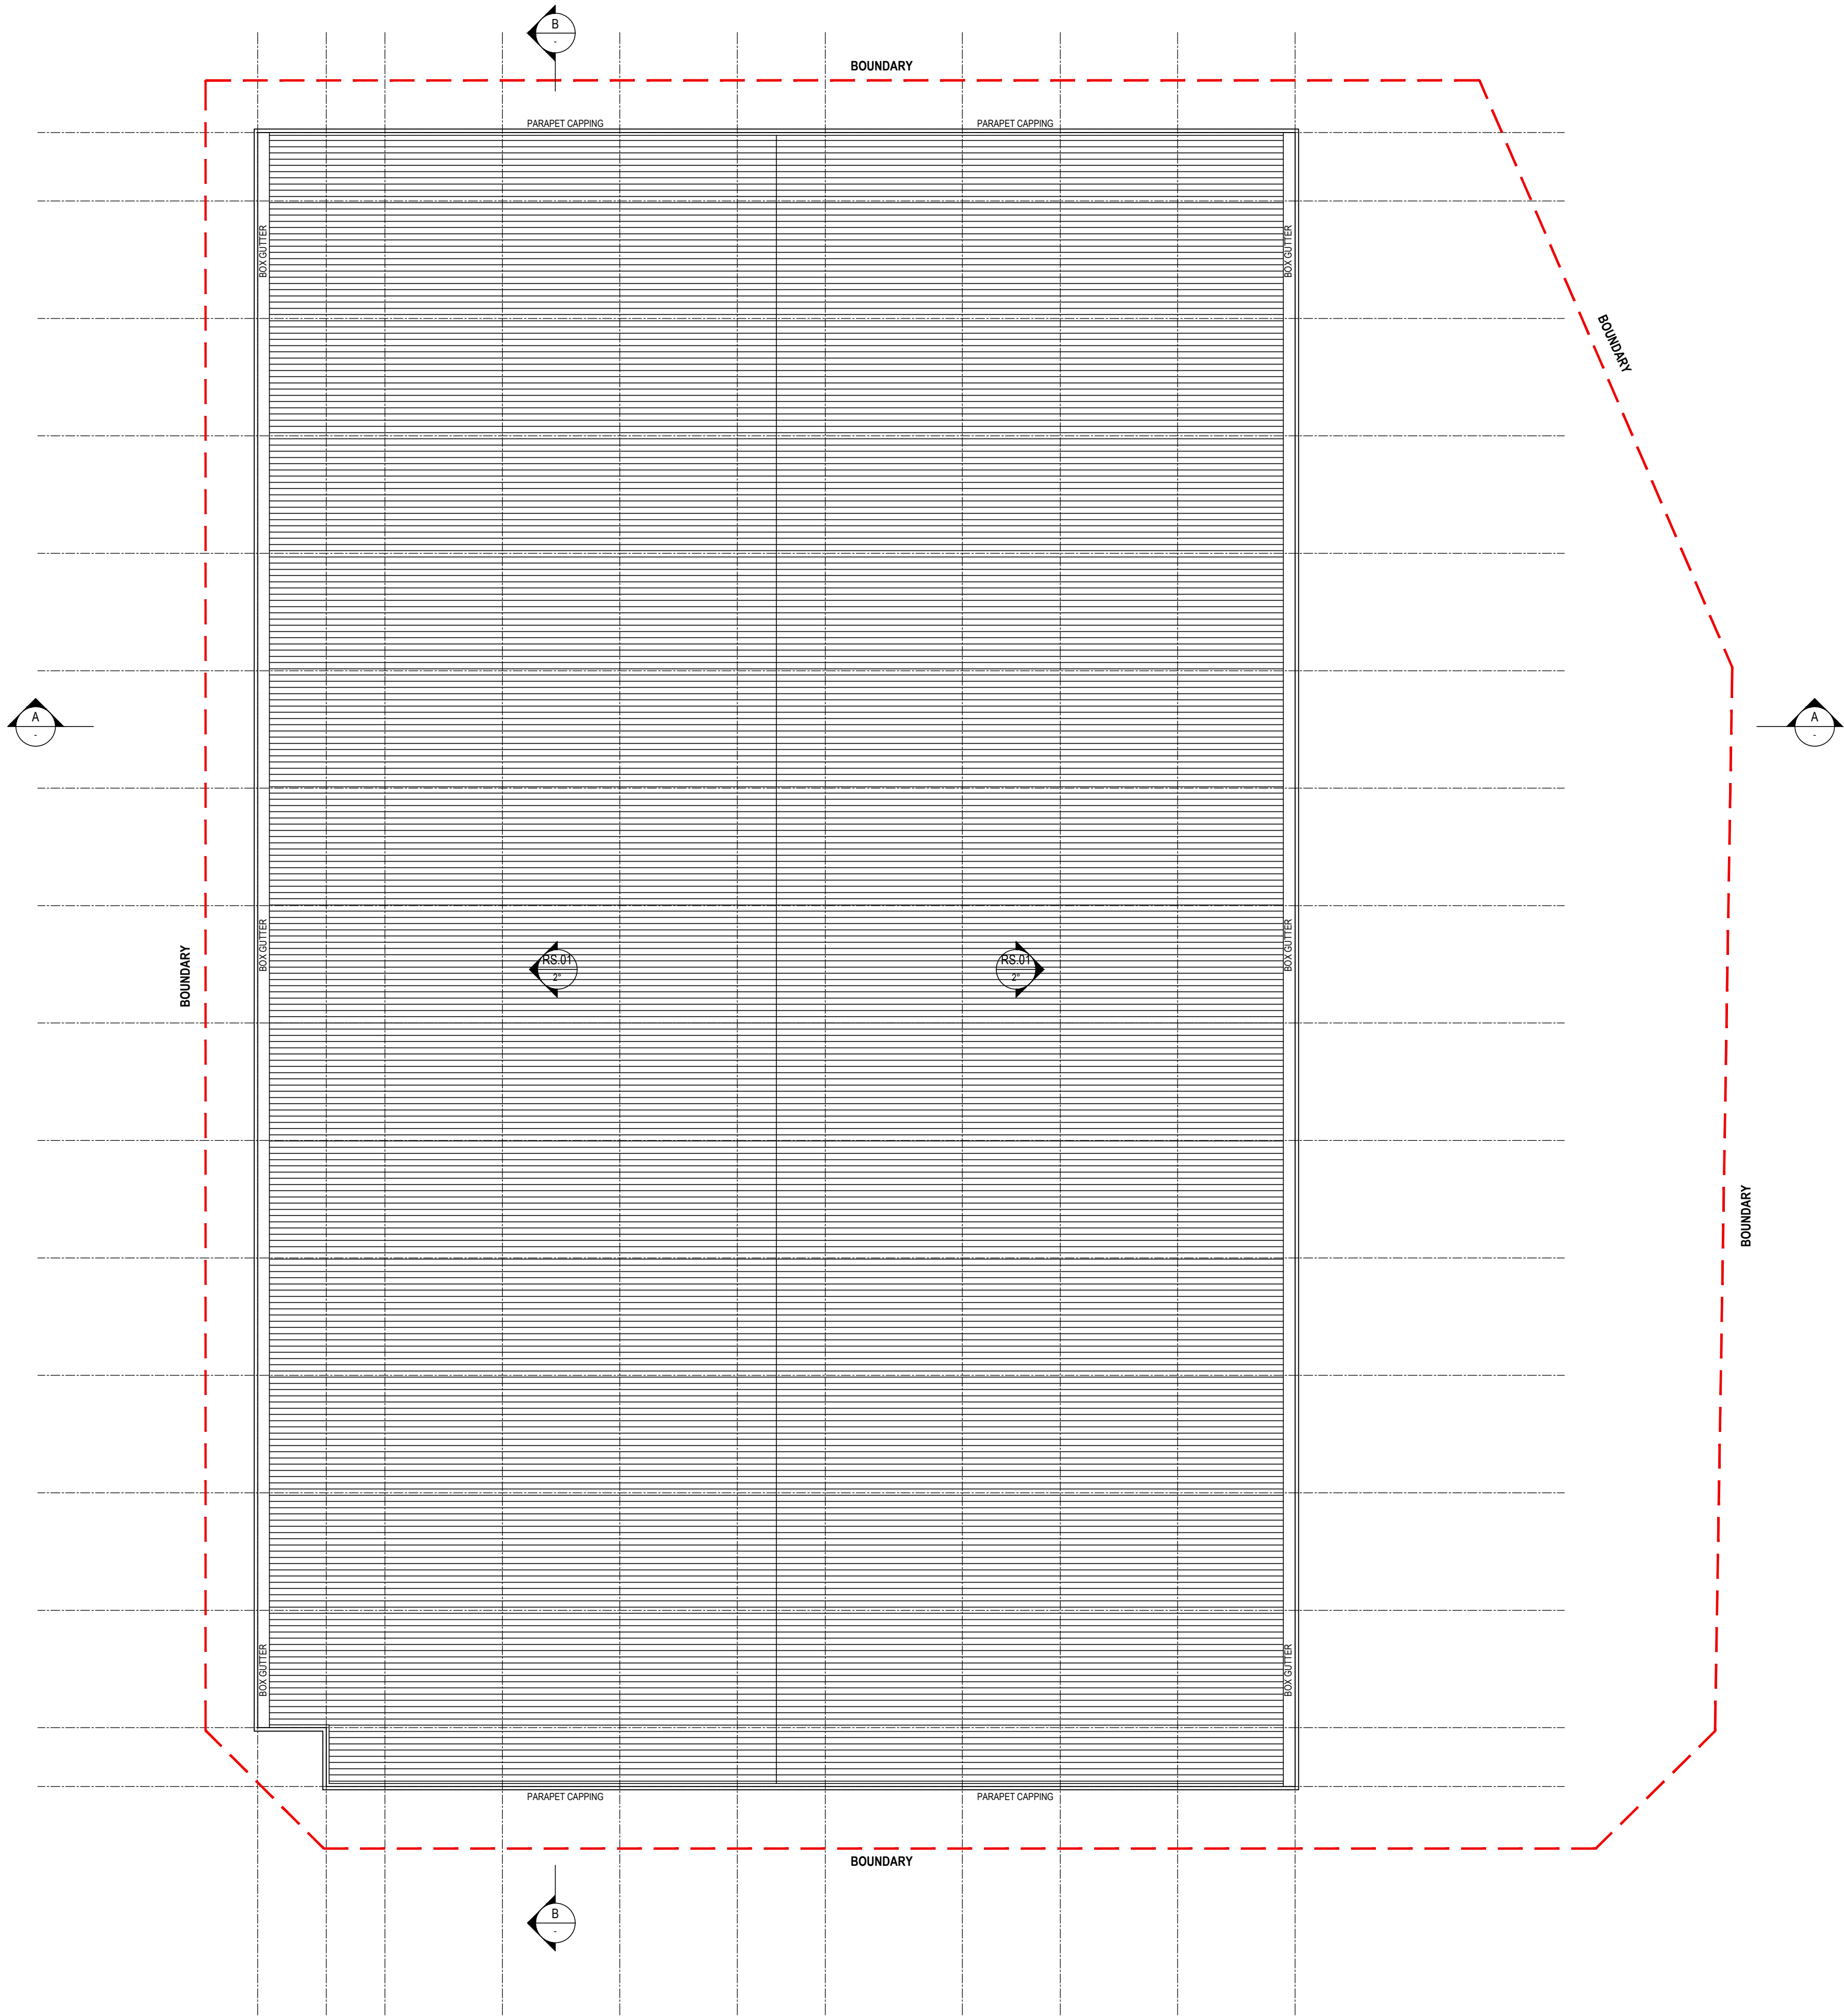 B
-
BOUNDARY
PARAPET CAPPING
PARAPET CAPPING
BOX GUTTER
BOX GUTTER
BOUNDARY
A
-
A
-
BOX GUTTER
BOX GUTTER
BOUNDARY
RS.01
2°
RS.01
2°
BOUNDARY
BOX GUTTER
BOX GUTTER
PARAPET CAPPING
PARAPET CAPPING
BOUNDARY
B
-